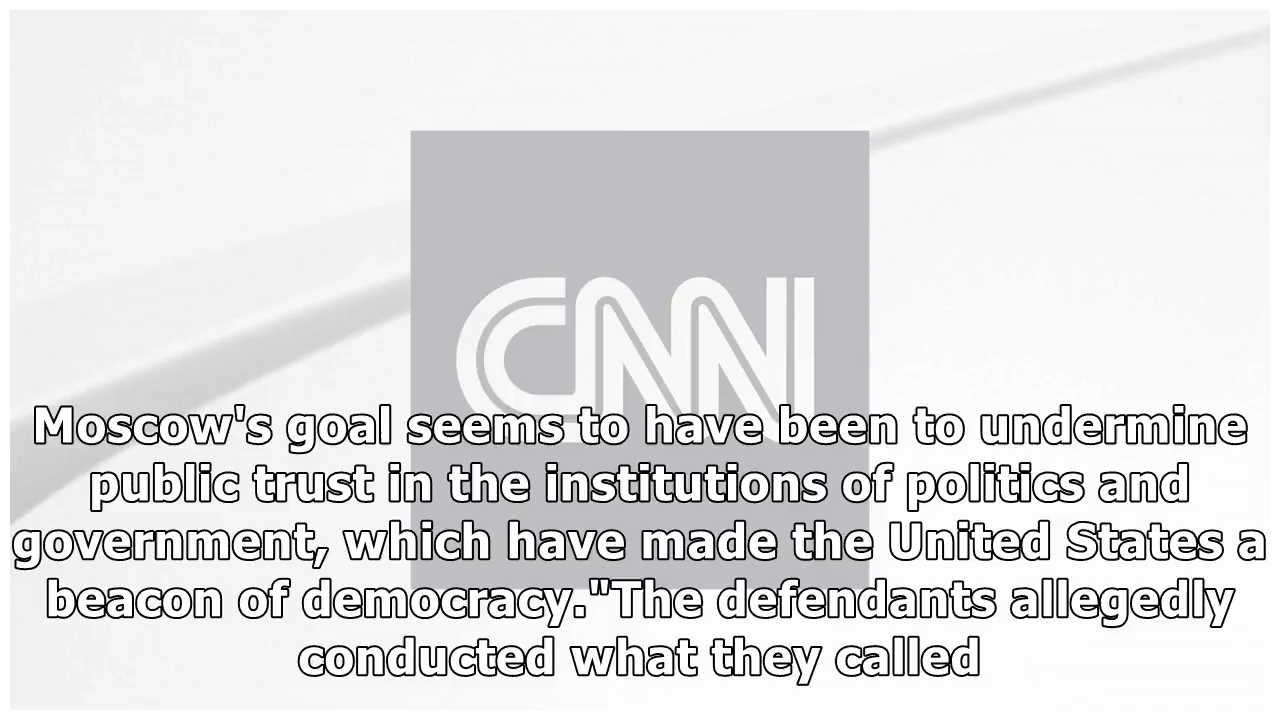 CNN
Moscow's goal seems to have been to undermine
public trust in the institutions of politics and
government, which have made the United States a
beacon of democracy."The defendants allegedly
conducted what they called